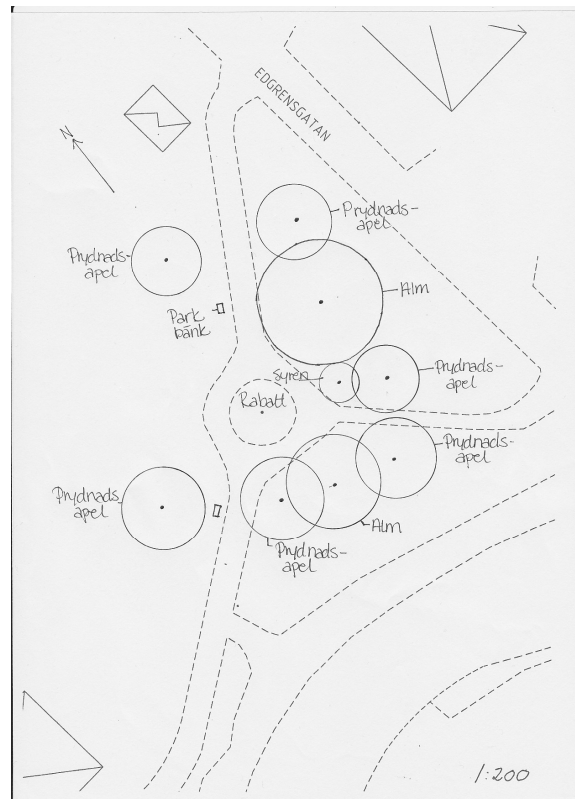 EDGRENSGATAN
N
Prydnads-
apel
Prydnads-
apel
Alm
Park
bänk
Syrén
Prydnads-
apel
Rabatt
Prydnads-
apel
Prydnads
apel
Alm
Prydnads-
apel
1:200